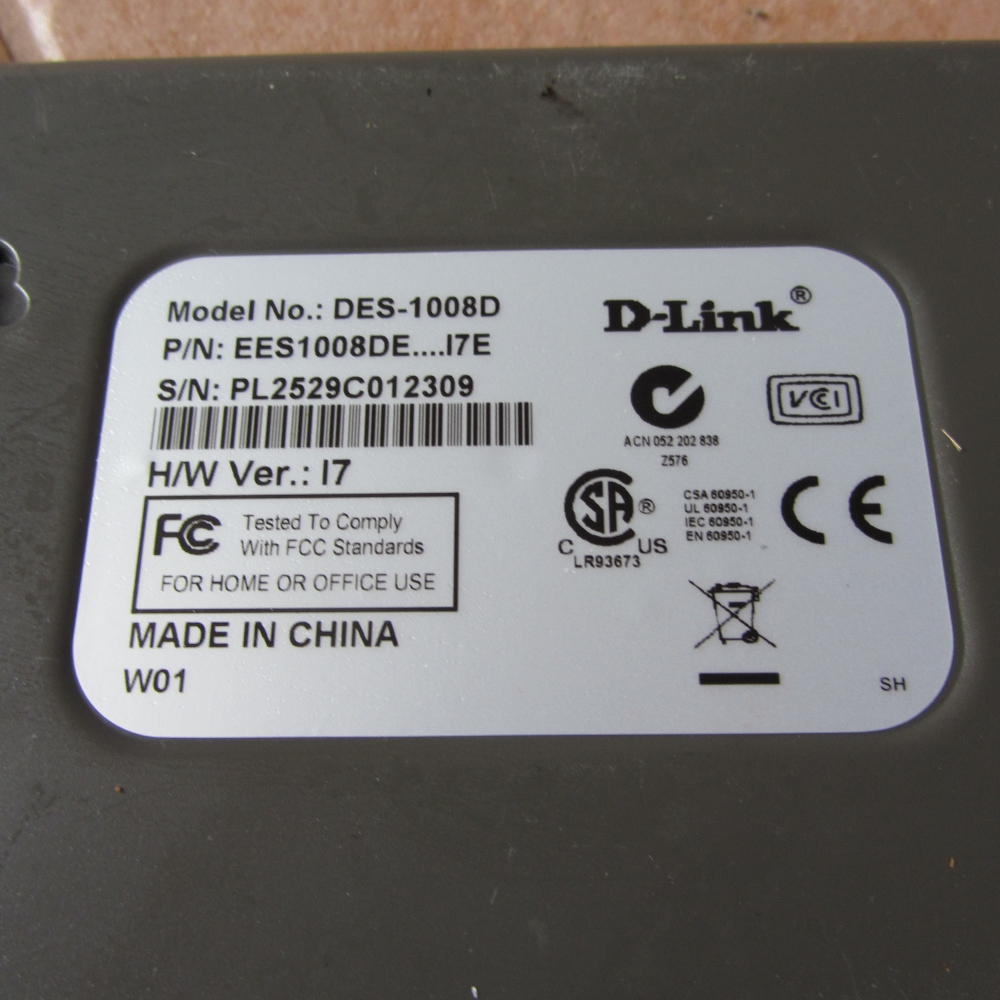 Model No.: DES-1008D
P/N: EES1008DE....I7E
S/N: PL2529C012309
H/W Ver.: I7
FC Tested To Comply
With FCC Standards
FOR HOME OR OFFICE USE
MADE IN CHINA
W01
D-Link®
ACN 052 202 838
Z576
VCCI
SA ®
C US
LR93673
CSA 60950-1
UL 60950-1
IEC 60950-1
EN 60950-1
CE
SH